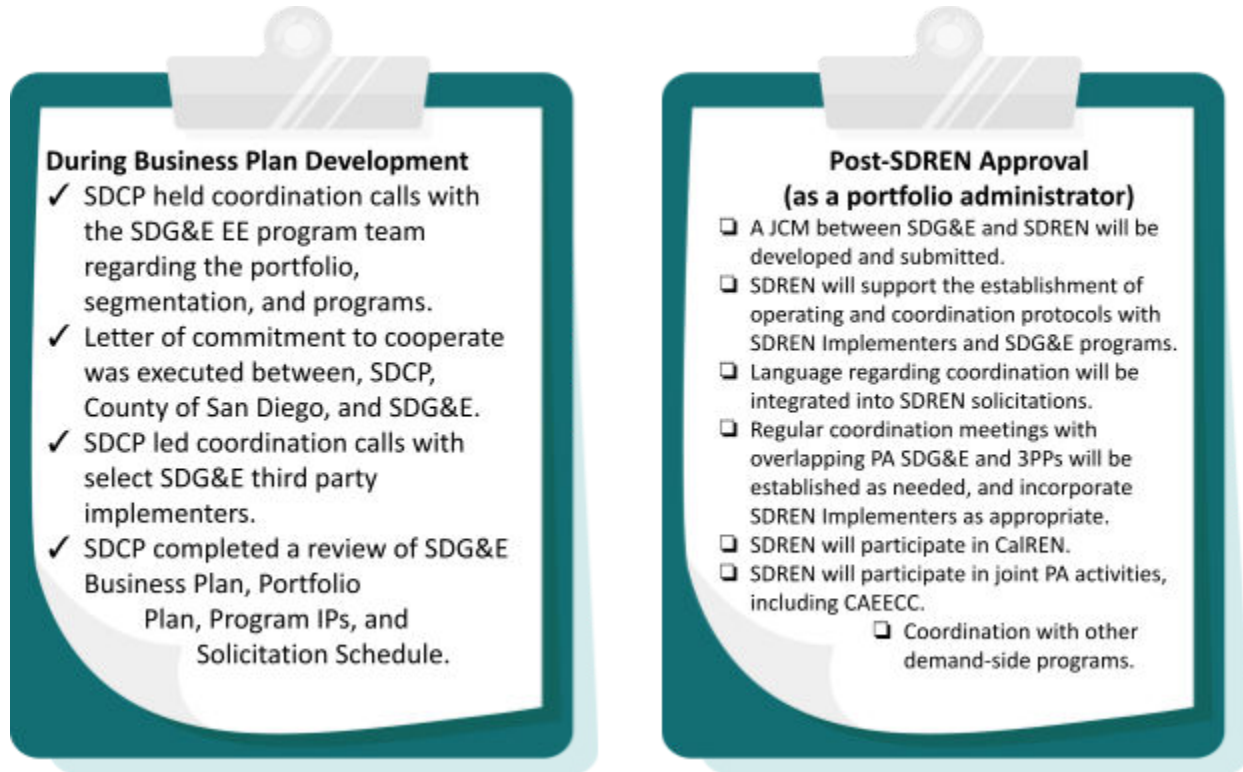 During Business Plan Development
✓ SDCP held coordination calls with
the SDG&E EE program team
regarding the portfolio,
segmentation, and programs.
✓ Letter of commitment to cooperate
was executed between, SDCP,
County of San Diego, and SDG&E.
✓ SDCP led coordination calls with
select SDG&E third party
implementers.
✓ SDCP completed a review of SDG&E
Business Plan, Portfolio
Plan, Program IPs, and
Solicitation Schedule.
Post-SDREN Approval
(as a portfolio administrator)
❑ A JCM between SDG&E and SDREN will be
developed and submitted.
❑ SDREN will support the establishment of
operating and coordination protocols with
SDREN Implementers and SDG&E programs.
❑ Language regarding coordination will be
integrated into SDREN solicitations.
❑ Regular coordination meetings with
overlapping PA SDG&E and 3PPs will be
established as needed, and incorporate
SDREN Implementers as appropriate.
❑ SDREN will participate in CalREN.
❑ SDREN will participate in joint PA activities,
including CAEECC.
❑ Coordination with other
demand-side programs.